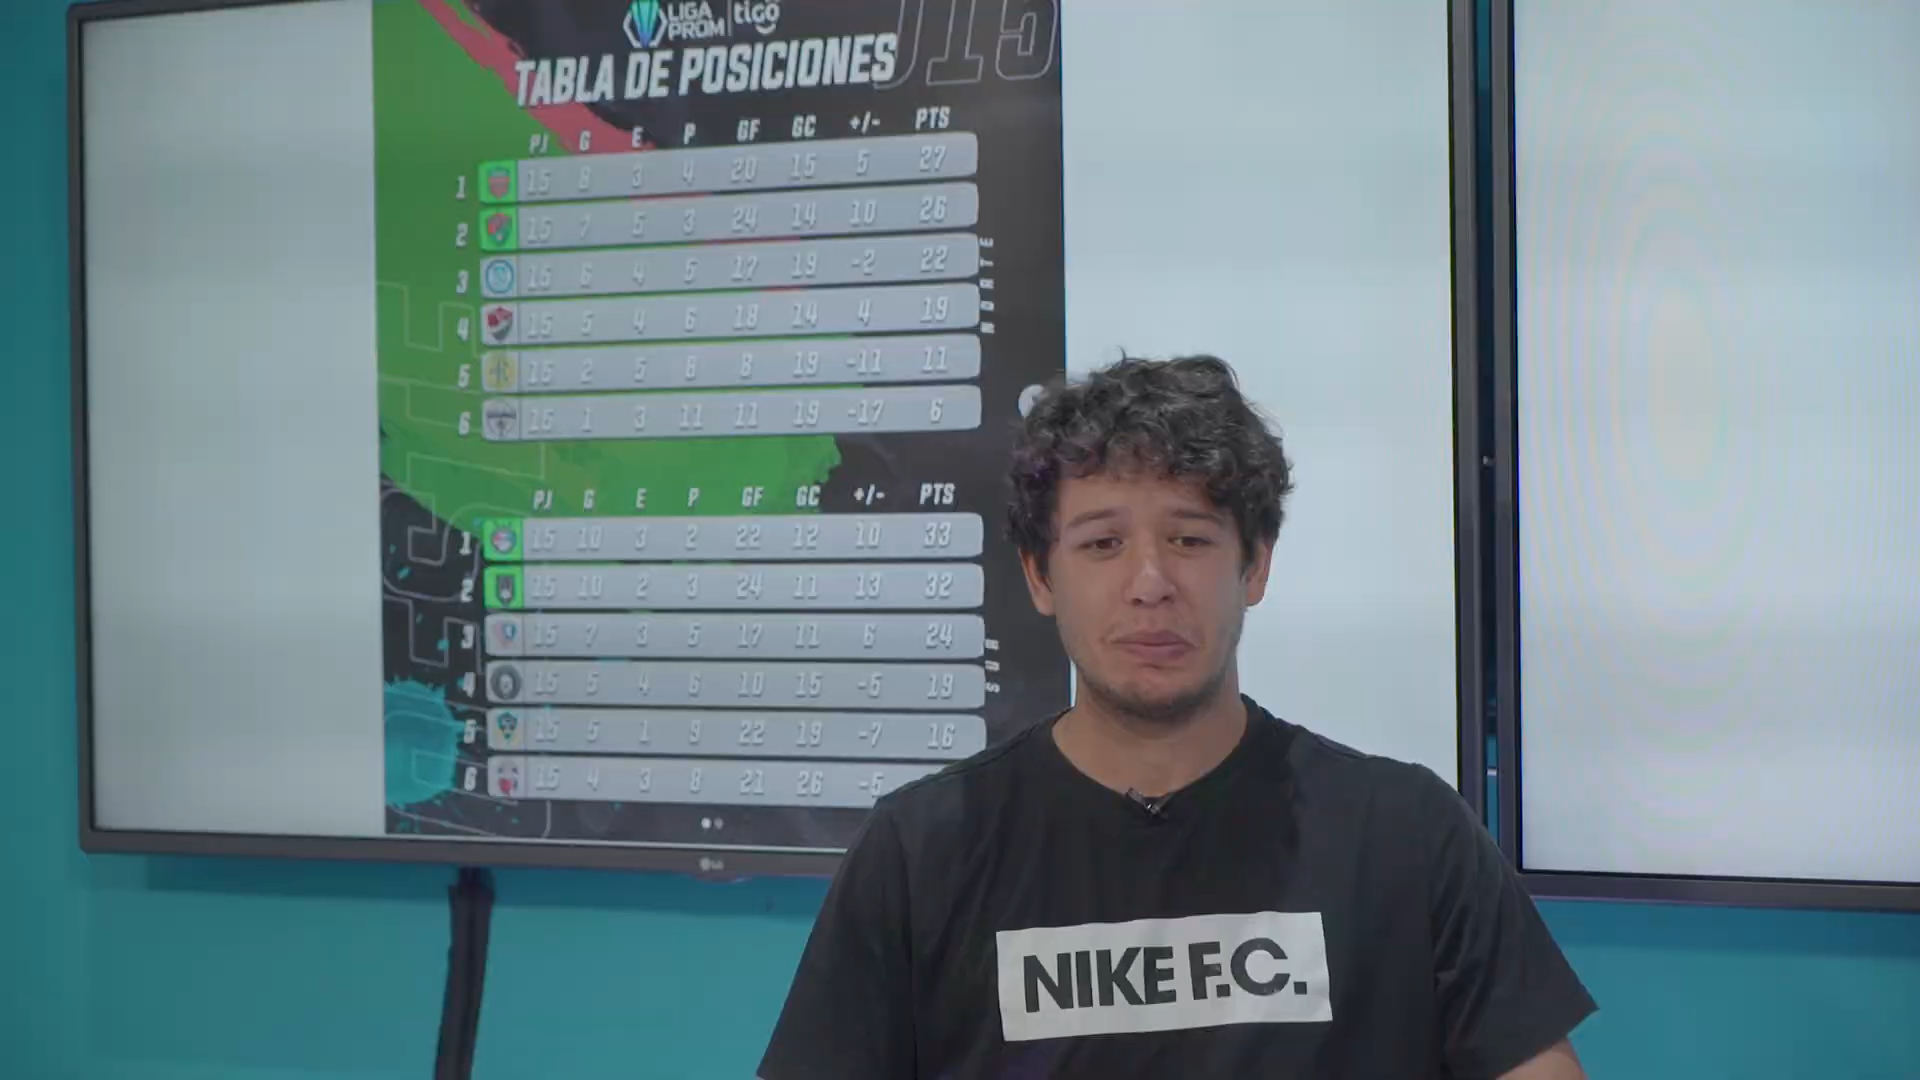 LIGA PROM | tigo
U15
TABLA DE POSICIONES
PJ G E P GF GC +/- PTS
1 15 8 3 4 20 15 5 27
2 15 7 5 3 24 14 10 26
3 15 6 4 5 17 19 -2 22
4 15 5 4 6 18 14 4 19
5 15 2 5 8 8 19 -11 11
6 15 1 3 11 11 19 -17 6
NORTE
PJ G E P GF GC +/- PTS
1 15 10 3 2 22 12 10 33
2 15 10 2 3 24 11 13 32
3 15 7 3 5 17 11 6 24
4 15 5 4 6 10 15 -5 19
5 15 5 1 9 22 19 -7 16
6 15 4 3 8 21 26 -5
SUR
LG
NIKE F.C.